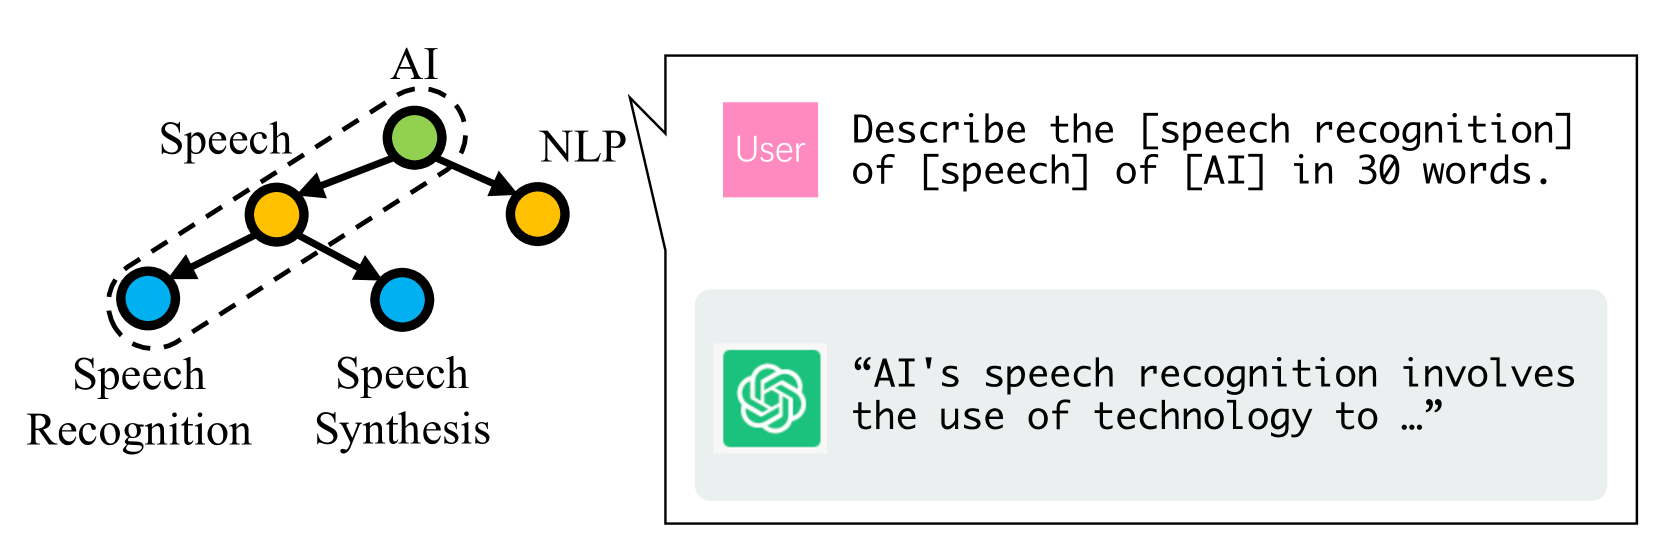 AI
Speech
NLP
Speech
Recognition
Speech
Synthesis
User
Describe the [speech recognition]
of [speech] of [AI] in 30 words.
“AI's speech recognition involves
the use of technology to …”